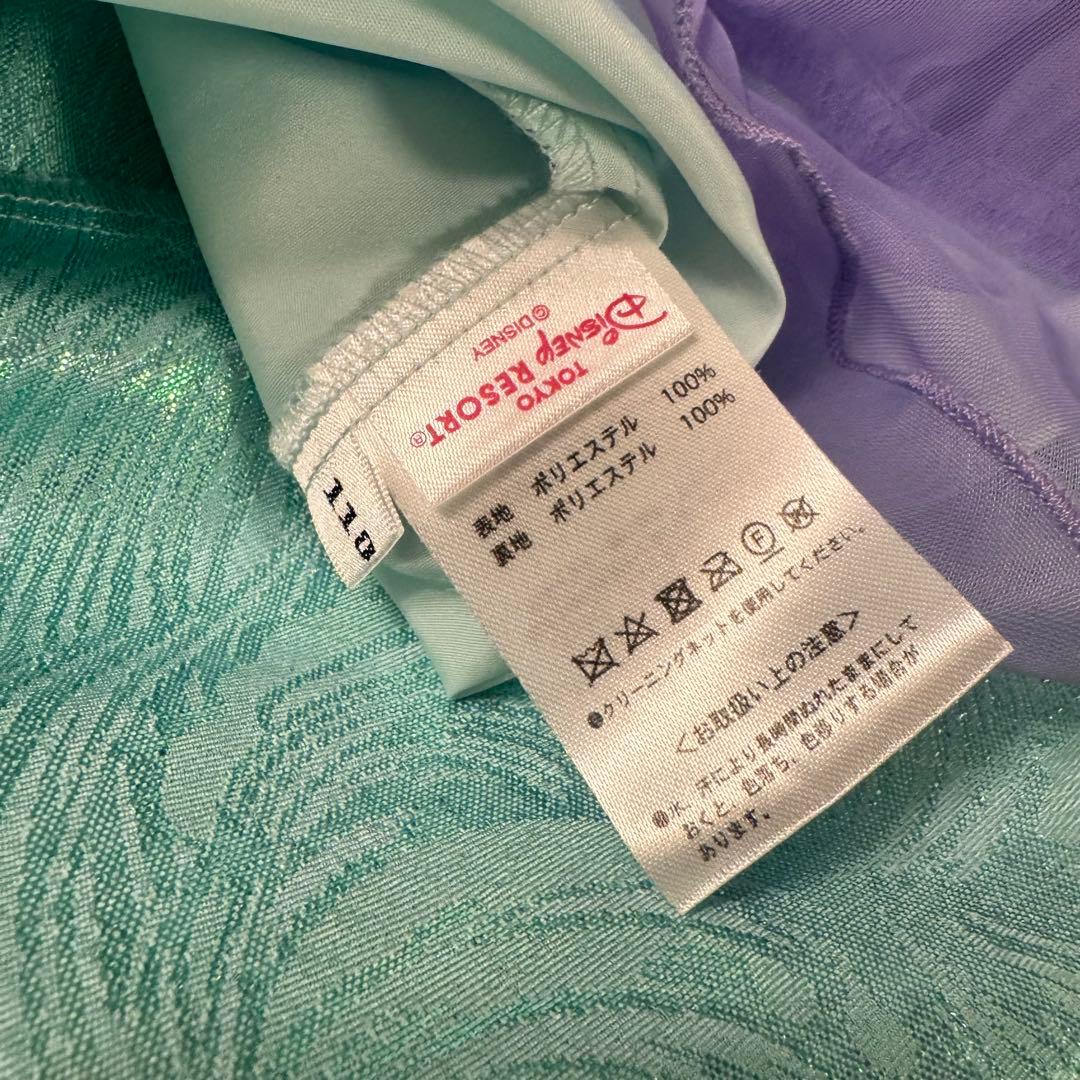 TOKYO
Disney RESORT®
© DISNEY
110
表地 ポリエステル 100%
裏地 ポリエステル 100%
F
W
●クリーニングネットを使用してください。
＜お取扱い上の注意＞
●水、汗により長時間ぬれたままにして
おくと、色落ち、色移りする場合が
あります。